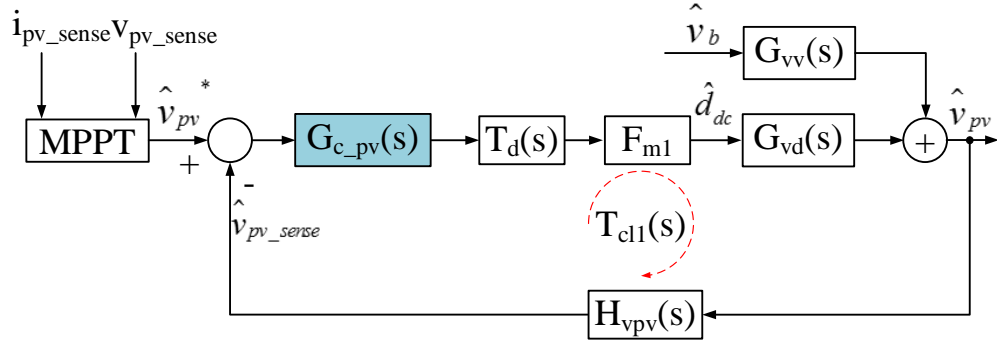 i_pv_sense v_pv_sense
v̂_b
G_vv(s)
v̂_pv*
d̂_dc
v̂_pv
MPPT
+
G_c_pv(s)
T_d(s)
F_m1
G_vd(s)
+
-
v̂_pv_sense
T_cl1(s)
H_vpv(s)